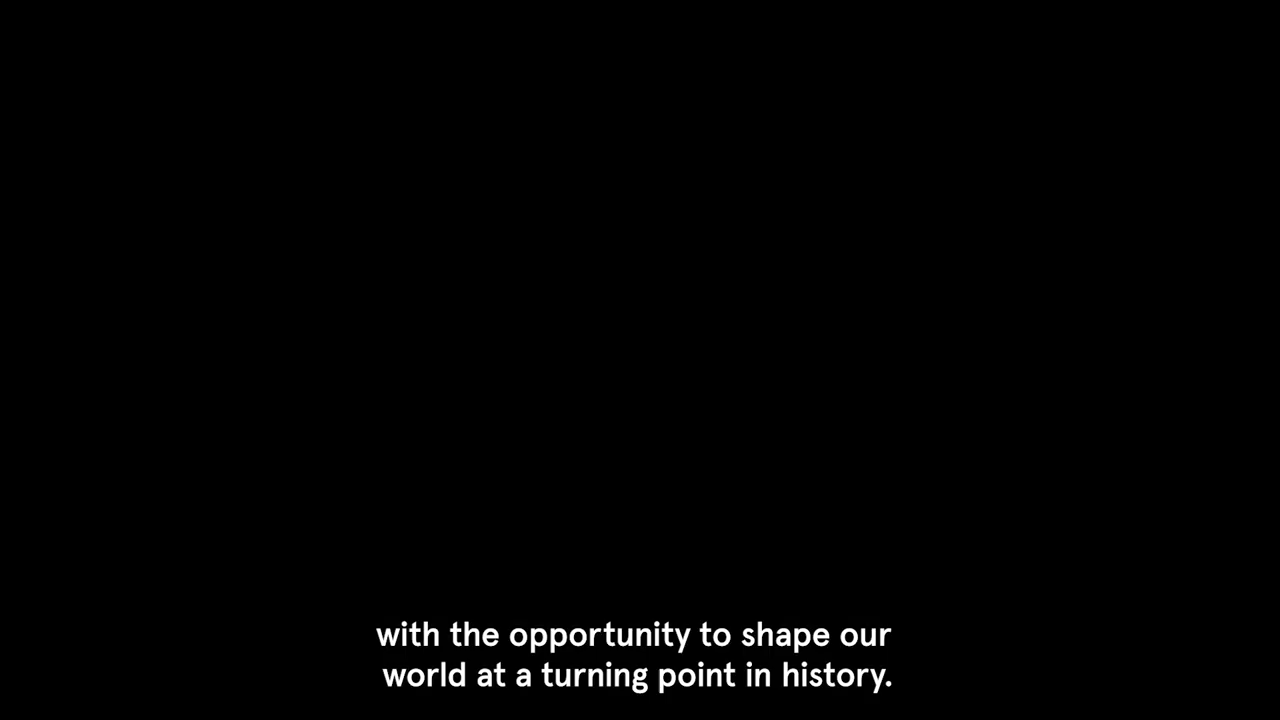 with the opportunity to shape our
world at a turning point in history.